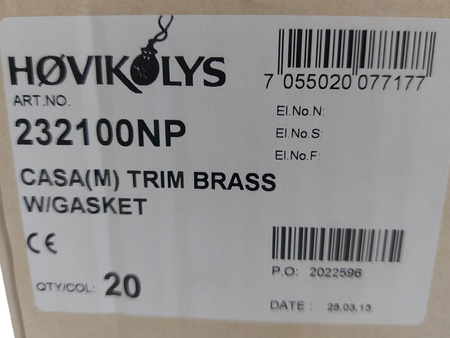 HØVIKOLYS
7 055020 077177
ART.NO.
232100NP
El.No.N:
El.No.S:
El.No.F:
CASA(M) TRIM BRASS
W/GASKET
CE
P.O: 2022596
QTY/COL: 20
DATE : 25.03.15